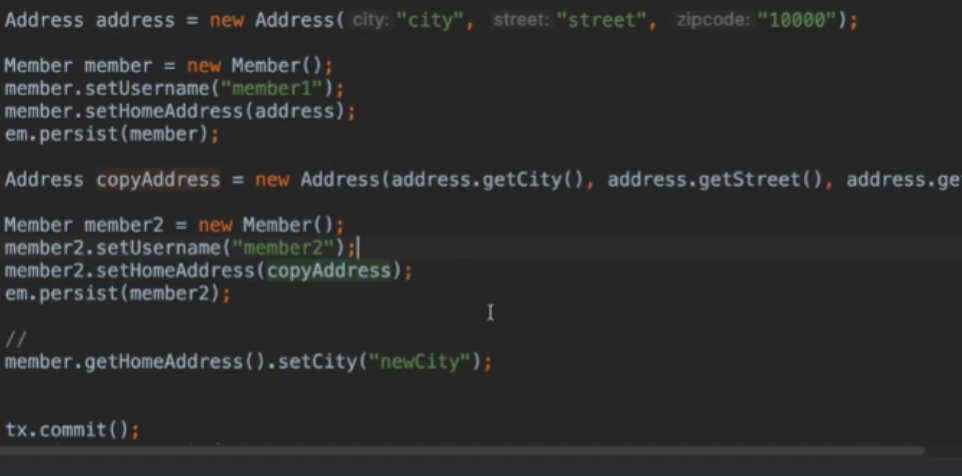 Address address = new Address( city: "city", street: "street", zipcode: "10000");
Member member = new Member();
member.setUsername("member1");
member.setHomeAddress(address);
em.persist(member);
Address copyAddress = new Address(address.getCity(), address.getStreet(), address.ge
Member member2 = new Member();
member2.setUsername("member2");
member2.setHomeAddress(copyAddress);
em.persist(member2);
//
member.getHomeAddress().setCity("newCity");
tx.commit();